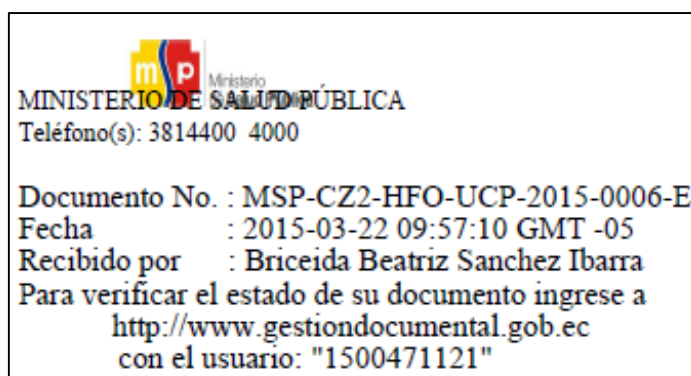 m p
Ministerio
MINISTERIO DE SALUD PÚBLICA
Teléfono(s): 3814400 4000
Documento No. : MSP-CZ2-HFO-UCP-2015-0006-E
Fecha : 2015-03-22 09:57:10 GMT -05
Recibido por : Briceida Beatriz Sanchez Ibarra
Para verificar el estado de su documento ingrese a
http://www.gestiondocumental.gob.ec
con el usuario: "1500471121"